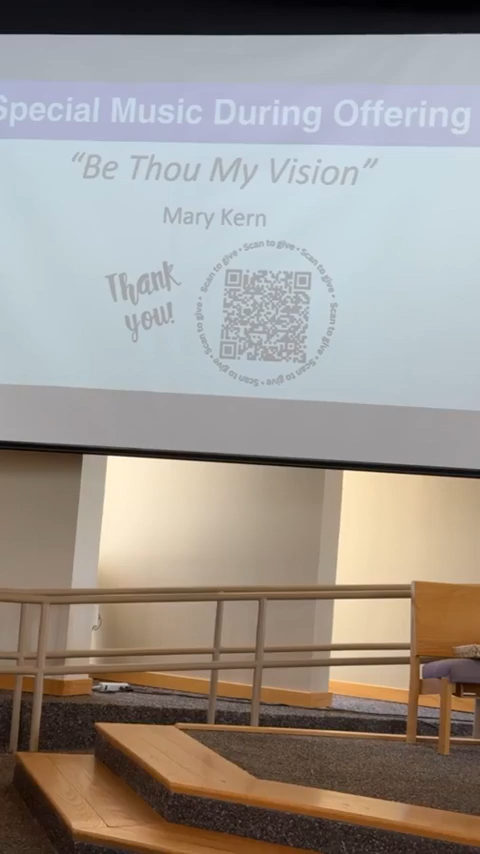 Special Music During Offering
“Be Thou My Vision”
Mary Kern
Thank
you!
Scan to give • Scan to give • Scan to give • Scan to give • Scan to give • Scan to give •